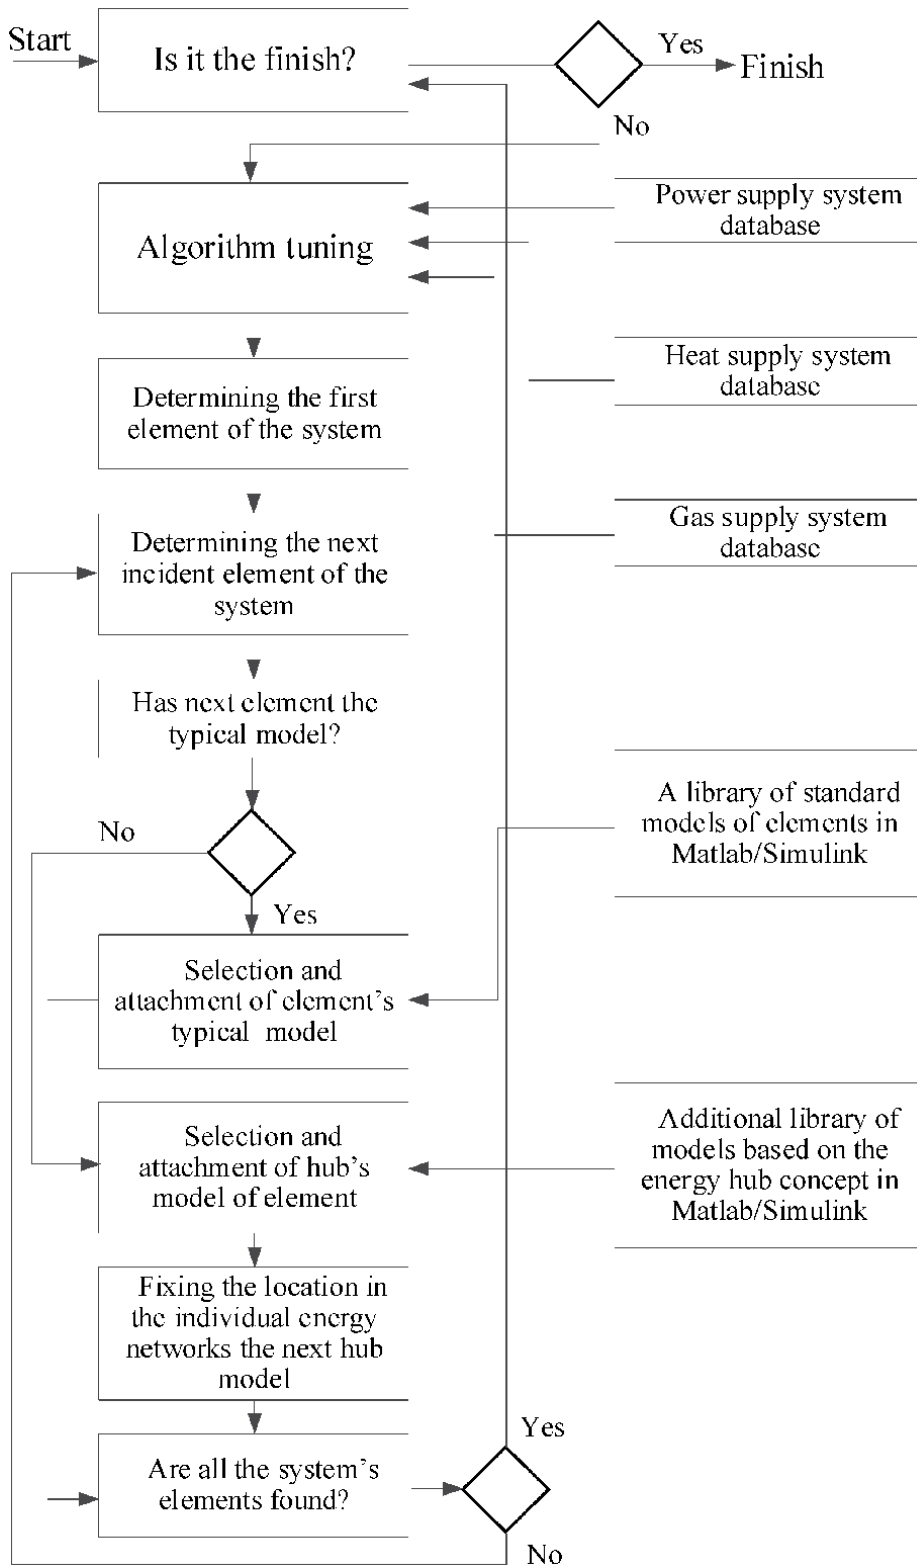 Start
Is it the finish?
Yes
Finish
No
Power supply system
database
Algorithm tuning
Heat supply system
database
Determining the first
element of the system
Gas supply system
database
Determining the next
incident element of the
system
Has next element the
typical model?
A library of standard
models of elements in
Matlab/Simulink
No
Yes
Selection and
attachment of element's
typical model
Selection and
attachment of hub's
model of element
Additional library of
models based on the
energy hub concept in
Matlab/Simulink
Fixing the location in
the individual energy
networks the next hub
model
Yes
Are all the system's
elements found?
No